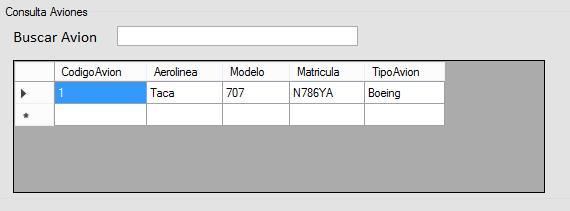 Consulta Aviones
Buscar Avion
CodigoAvion Aerolinea Modelo Matricula TipoAvion
1 Taca 707 N786YA Boeing